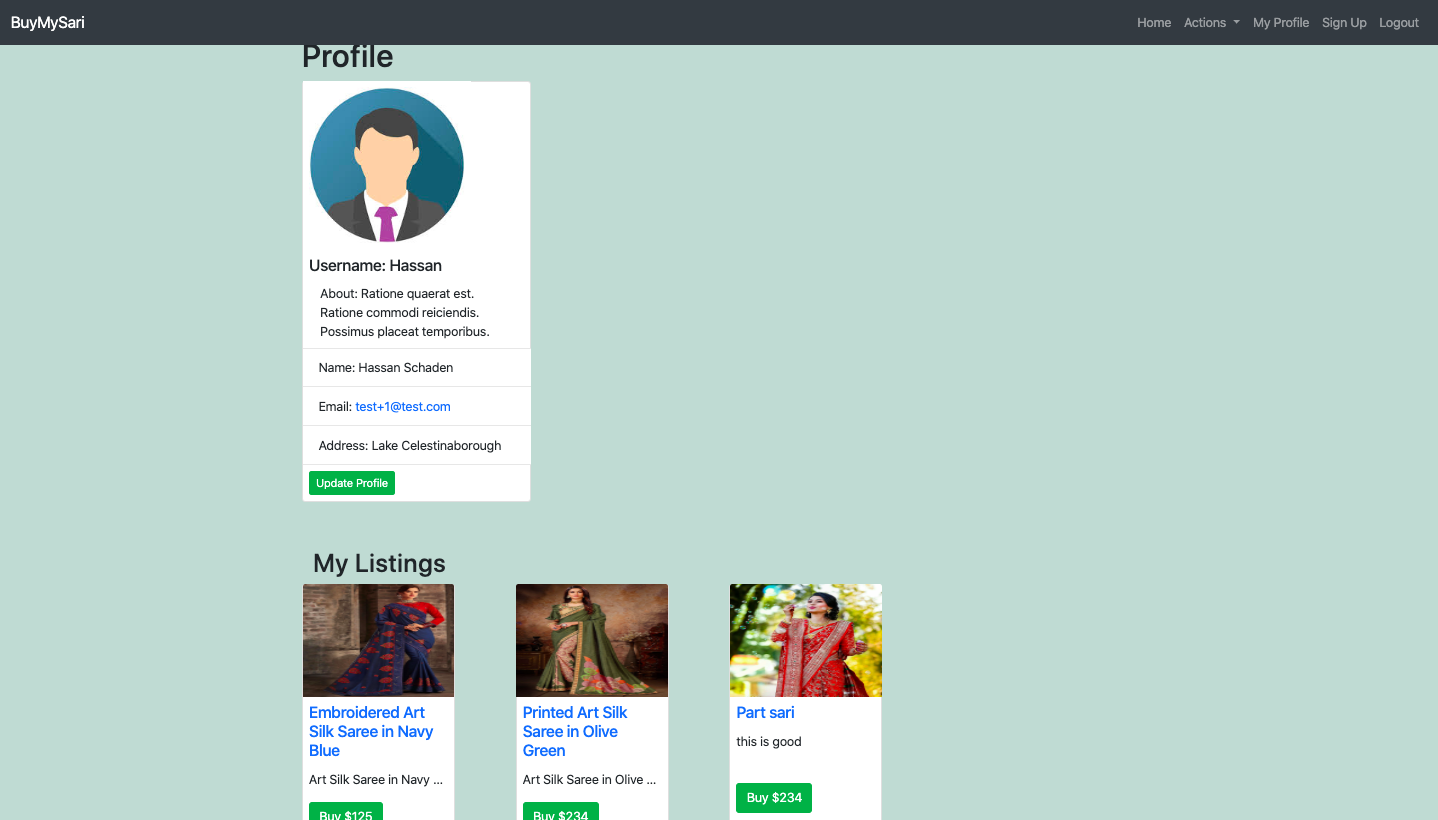 BuyMySari
Home Actions My Profile Sign Up Logout
Profile
Username: Hassan
About: Ratione quaerat est.
Ratione commodi reiciendis.
Possimus placeat temporibus.
Name: Hassan Schaden
Email: test+1@test.com
Address: Lake Celestinaborough
Update Profile
My Listings
Embroidered Art
Silk Saree in Navy
Blue
Art Silk Saree in Navy ...
Buy $125
Printed Art Silk
Saree in Olive
Green
Art Silk Saree in Olive ...
Buy $234
Part sari
this is good
Buy $234